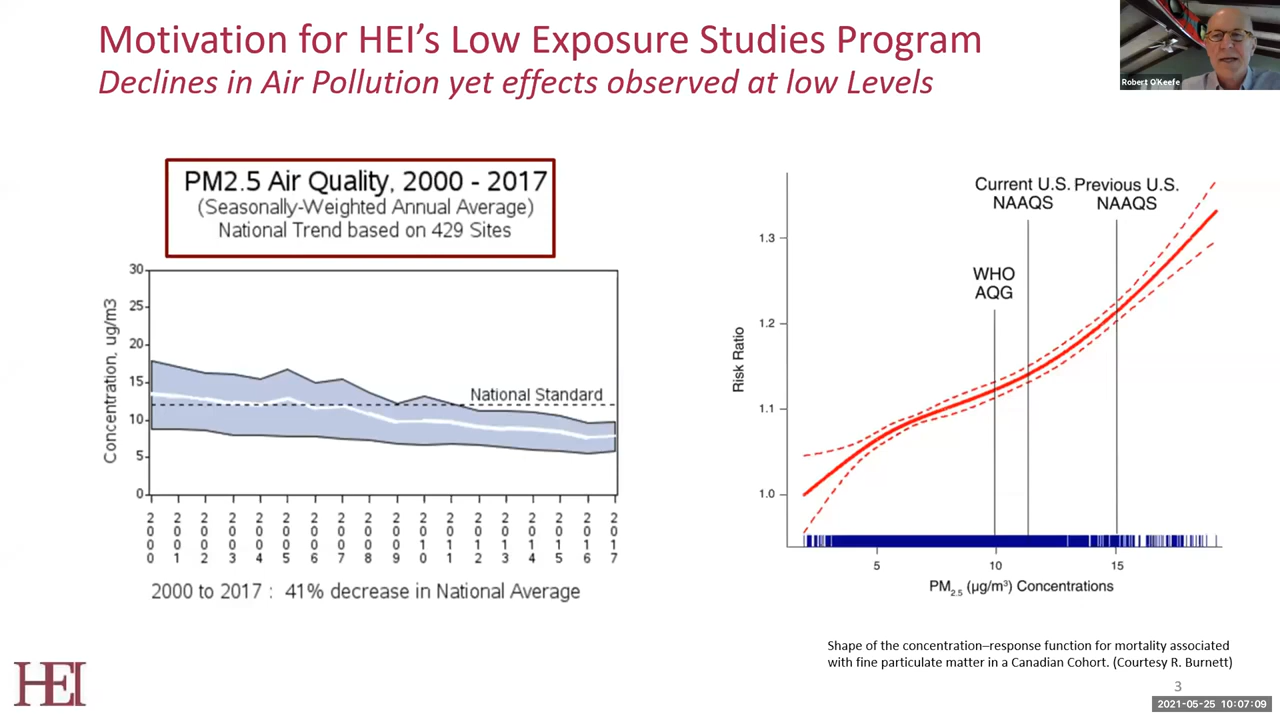 Motivation for HEI's Low Exposure Studies Program
Declines in Air Pollution yet effects observed at low Levels
Robert O'Keefe
PM2.5 Air Quality, 2000 - 2017
(Seasonally-Weighted Annual Average)
National Trend based on 429 Sites
Concentration, ug/m3
30
25
20
15
10
5
0
National Standard
2000 2001 2002 2003 2004 2005 2006 2007 2008 2009 2010 2011 2012 2013 2014 2015 2016 2017
2000 to 2017 : 41% decrease in National Average
Current U.S. Previous U.S.
NAAQS NAAQS
WHO
AQG
Risk Ratio
1.3
1.2
1.1
1.0
5 10 15
PM2.5 (µg/m³) Concentrations
Shape of the concentration–response function for mortality associated
with fine particulate matter in a Canadian Cohort. (Courtesy R. Burnett)
HEI
3
2021-05-25 10:07:09